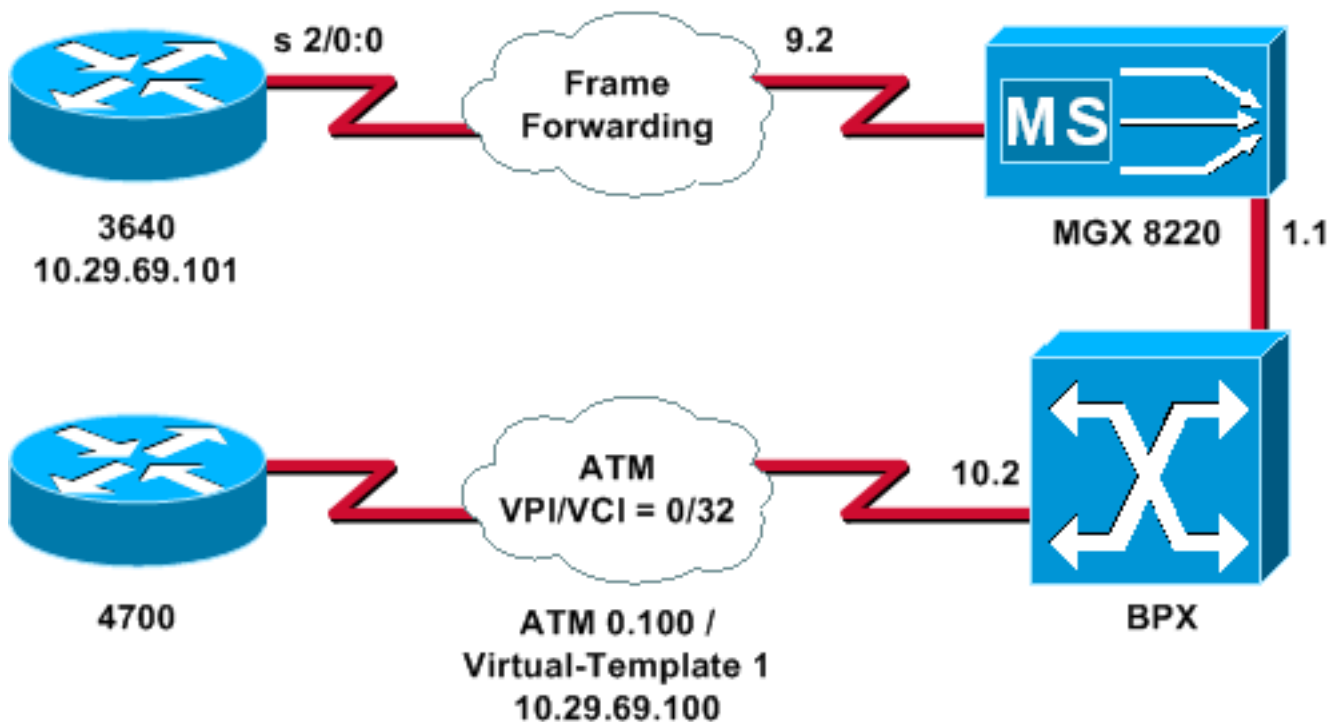 s 2/0:0
9.2
Frame
Forwarding
MS
3640
10.29.69.101
MGX 8220
1.1
ATM
VPI/VCI = 0/32
10.2
4700
ATM 0.100 /
Virtual-Template 1
10.29.69.100
BPX